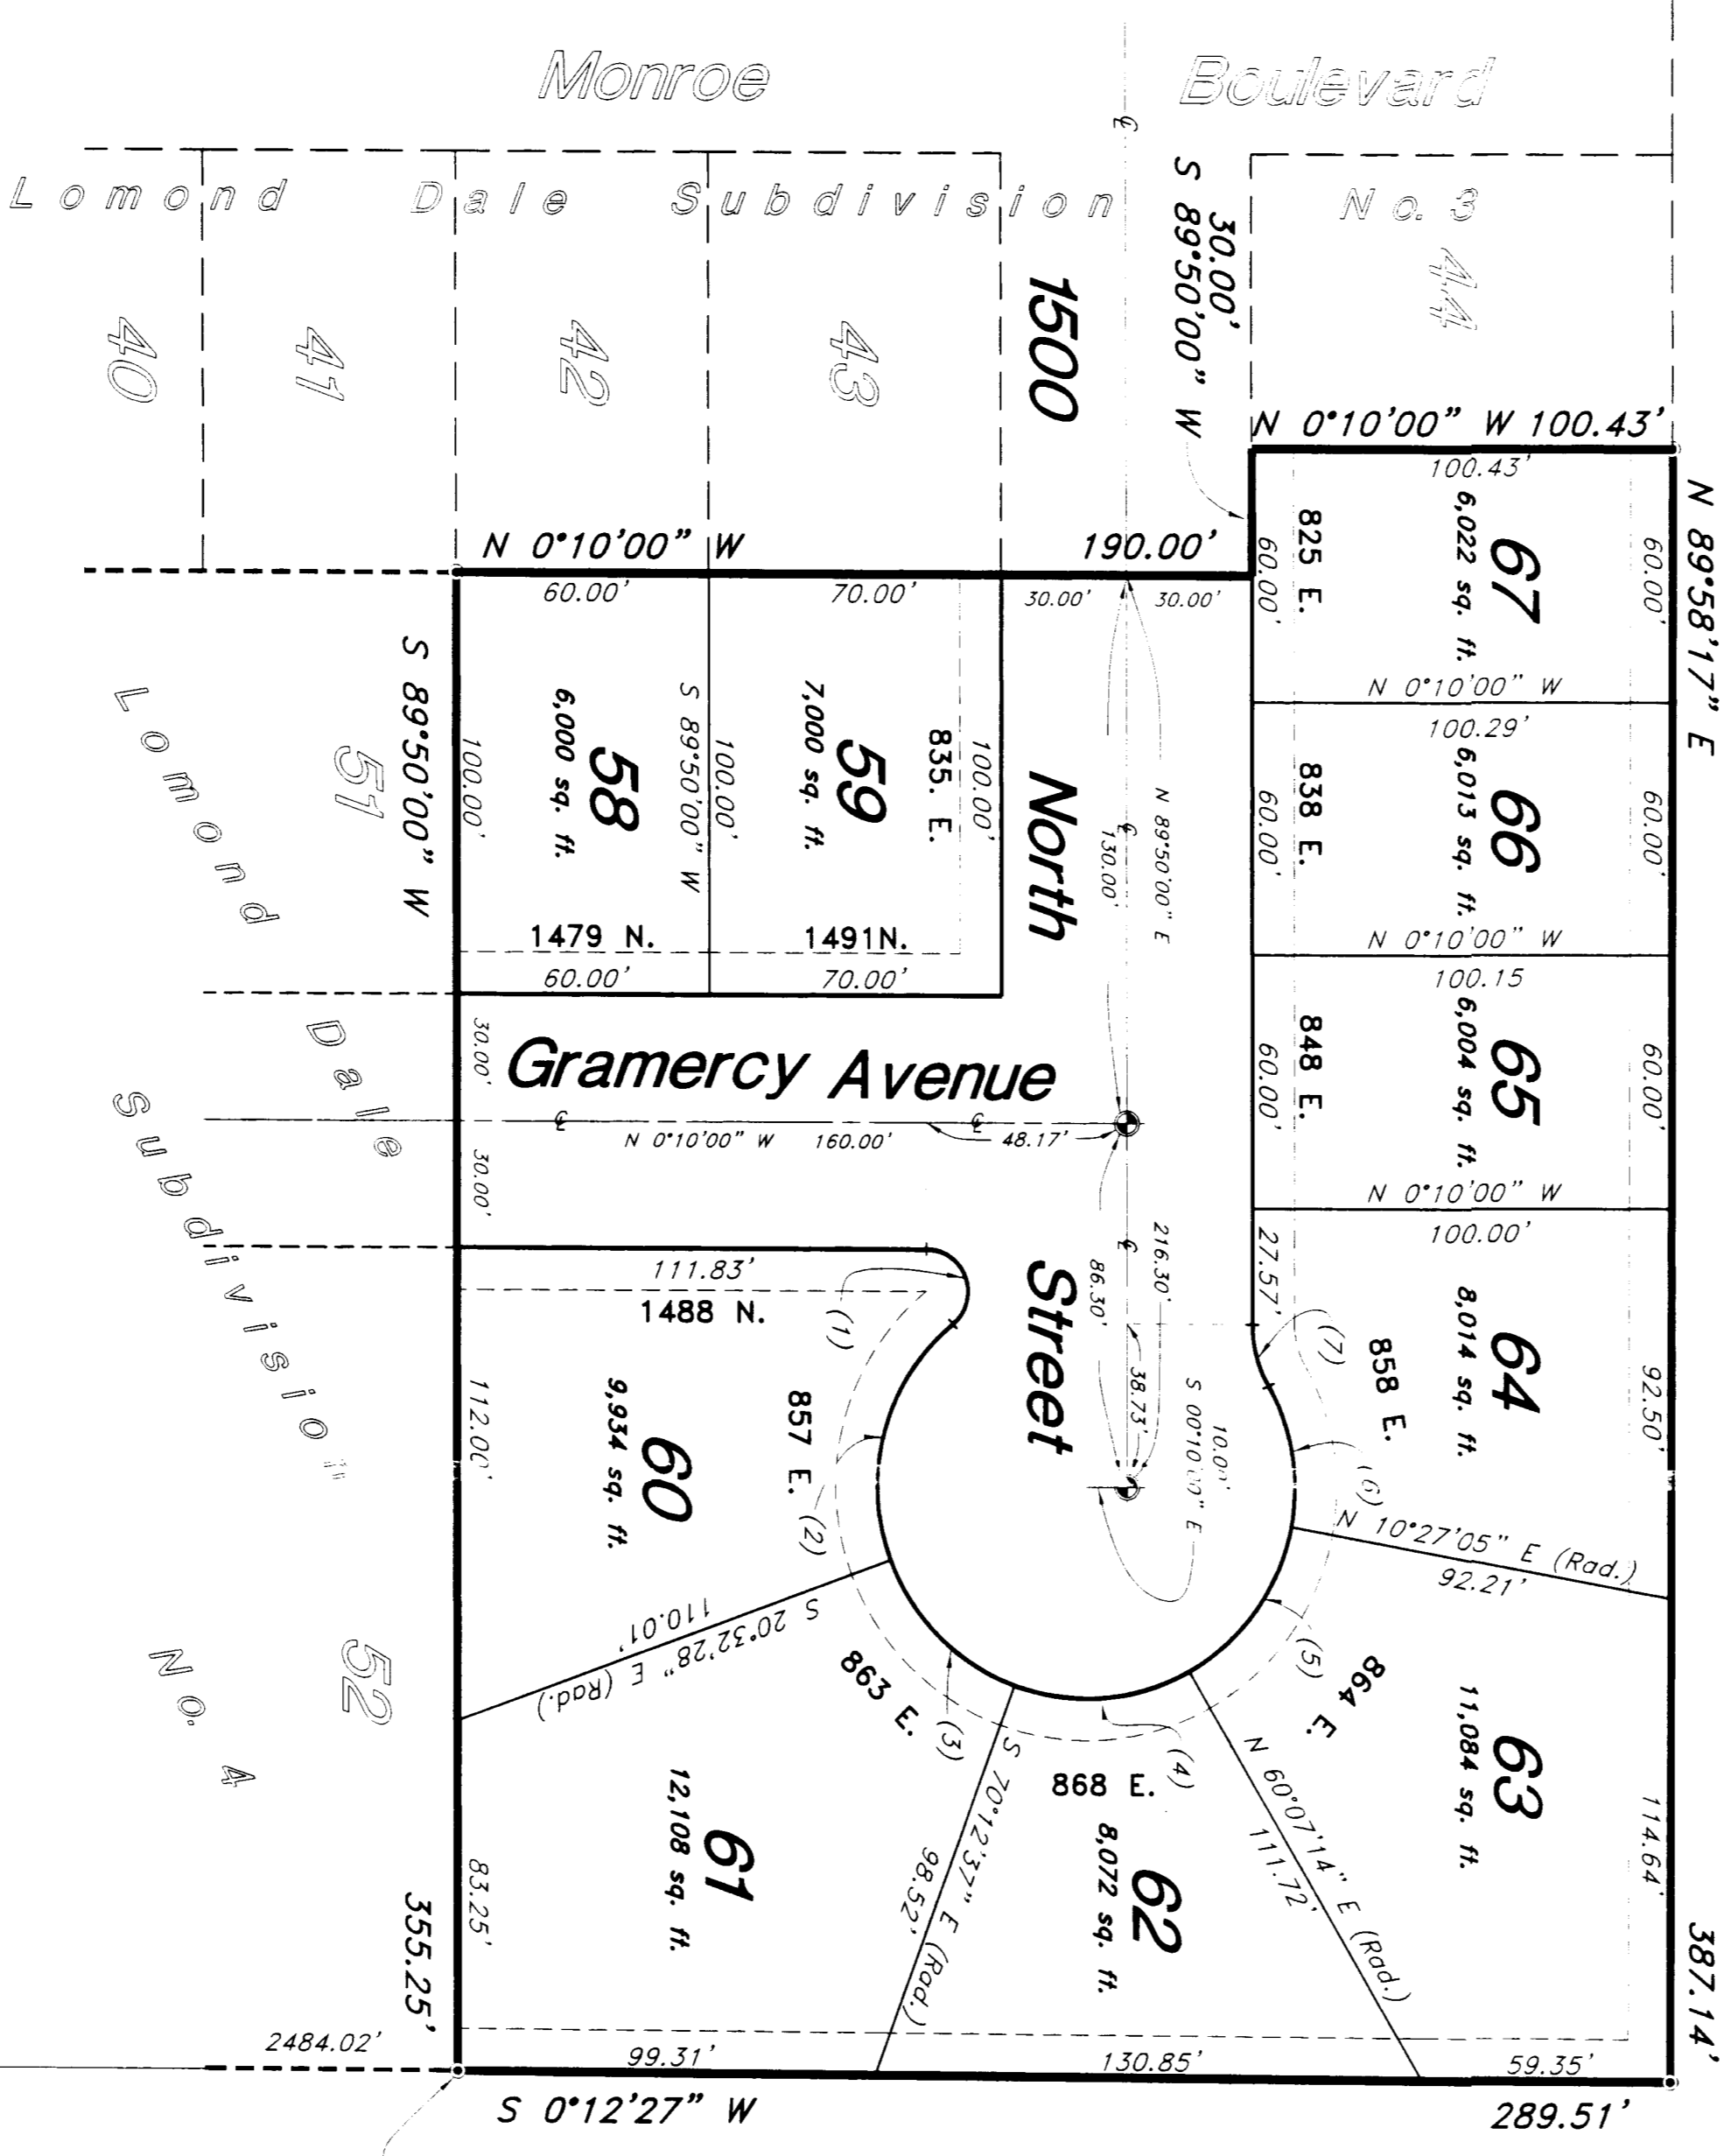 Monroe Boulevard
Lomond Dale Subdivision No. 3
40
41
42
43
44
℄
S 89°50'00" W
30.00'
1500 North Street
N 0°10'00" W 100.43'
N 89°58'17" E
387.14'
N 0°10'00" W
190.00'
100.43'
67
6,022 sq. ft.
825 E.
60.00'
60.00'
N 0°10'00" W
100.29'
66
6,013 sq. ft.
838 E.
60.00'
60.00'
N 0°10'00" W
100.15
65
6,004 sq. ft.
848 E.
60.00'
60.00'
N 0°10'00" W
100.00'
64
8,014 sq. ft.
858 E.
92.50'
27.57'
(7)
(6)
N 10°27'05" E (Rad.)
92.21'
63
11,084 sq. ft.
864 E.
114.64'
(5)
N 60°07'14" E (Rad.)
111.72'
62
8,072 sq. ft.
868 E.
(4)
S 70°12'37" E (Rad.)
98.52'
61
12,108 sq. ft.
863 E.
(3)
83.25'
S 20°32'28" E (Rad.)
110.01'
60
9,934 sq. ft.
857 E.
(2)
(1)
1488 N.
111.83'
112.00'
60.00'
70.00'
30.00'
30.00'
58
6,000 sq. ft.
100.00'
S 89°50'00" W
100.00'
59
7,000 sq. ft.
835. E.
100.00'
1479 N.
1491N.
60.00'
70.00'
N 89°50'00" E
℄
130.00'
Gramercy Avenue
30.00'
30.00'
℄
℄
N 0°10'00" W 160.00'
48.17'
℄
216.30'
86.30'
38.73'
S 00°10'00" E
10.00'
S 89°50'00" W
355.25'
51
52
Lomond Dale Subdivision No. 4
2484.02'
99.31'
130.85'
59.35'
S 0°12'27" W
289.51'